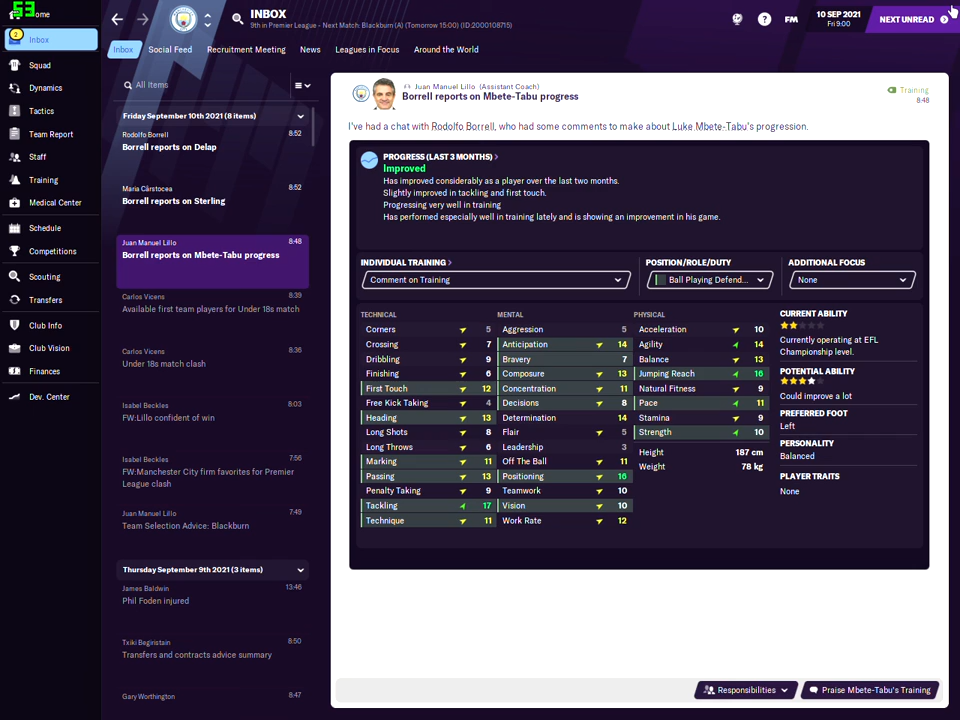 53
ome
INBOX
9th in Premier League - Next Match: Blackburn (A) (Tomorrow 15:00) (ID:2000108715)
? FM
10 SEP 2021
Fri 9:00
NEXT UNREAD
2
Inbox
Squad
Dynamics
Tactics
Team Report
Staff
Training
Medical Center
Schedule
Competitions
Scouting
Transfers
Club Info
Club Vision
Finances
Dev. Center
Inbox Social Feed Recruitment Meeting News Leagues in Focus Around the World
All Items
Friday September 10th 2021 (8 items)
Rodolfo Borrell 8:52
Borrell reports on Delap
Maria Cârstocea 8:52
Borrell reports on Sterling
Juan Manuel Lillo 8:48
Borrell reports on Mbete-Tabu progress
Carlos Vicens 8:39
Available first team players for Under 18s match
Carlos Vicens 8:36
Under 18s match clash
Isabel Beckles 8:03
FW:Lillo confident of win
Isabel Beckles 7:56
FW:Manchester City firm favorites for Premier
League clash
Juan Manuel Lillo 7:49
Team Selection Advice: Blackburn
Thursday September 9th 2021 (3 items)
James Baldwin 13:46
Phil Foden injured
Txiki Begiristain 8:50
Transfers and contracts advice summary
Gary Worthington 8:47
Juan Manuel Lillo (Assistant Coach)
Borrell reports on Mbete-Tabu progress
Training
8:48
I've had a chat with Rodolfo Borrell, who had some comments to make about Luke Mbete-Tabu's progression.
PROGRESS (LAST 3 MONTHS)
Improved
Has improved considerably as a player over the last two months.
Slightly improved in tackling and first touch.
Progressing very well in training
Has performed especially well in training lately and is showing an improvement in his game.
INDIVIDUAL TRAINING
Comment on Training
POSITION/ROLE/DUTY
Ball Playing Defend...
ADDITIONAL FOCUS
None
TECHNICAL
Corners 5
Crossing 7
Dribbling 9
Finishing 6
First Touch 12
Free Kick Taking 4
Heading 13
Long Shots 8
Long Throws 6
Marking 11
Passing 13
Penalty Taking 9
Tackling 17
Technique 11
MENTAL
Aggression 5
Anticipation 14
Bravery 7
Composure 13
Concentration 11
Decisions 8
Determination 14
Flair 5
Leadership 3
Off The Ball 11
Positioning 16
Teamwork 10
Vision 10
Work Rate 12
PHYSICAL
Acceleration 10
Agility 14
Balance 13
Jumping Reach 16
Natural Fitness 9
Pace 11
Stamina 9
Strength 10
Height 187 cm
Weight 78 kg
CURRENT ABILITY
Currently operating at EFL
Championship level.
POTENTIAL ABILITY
Could improve a lot
PREFERRED FOOT
Left
PERSONALITY
Balanced
PLAYER TRAITS
None
Responsibilities
Praise Mbete-Tabu's Training